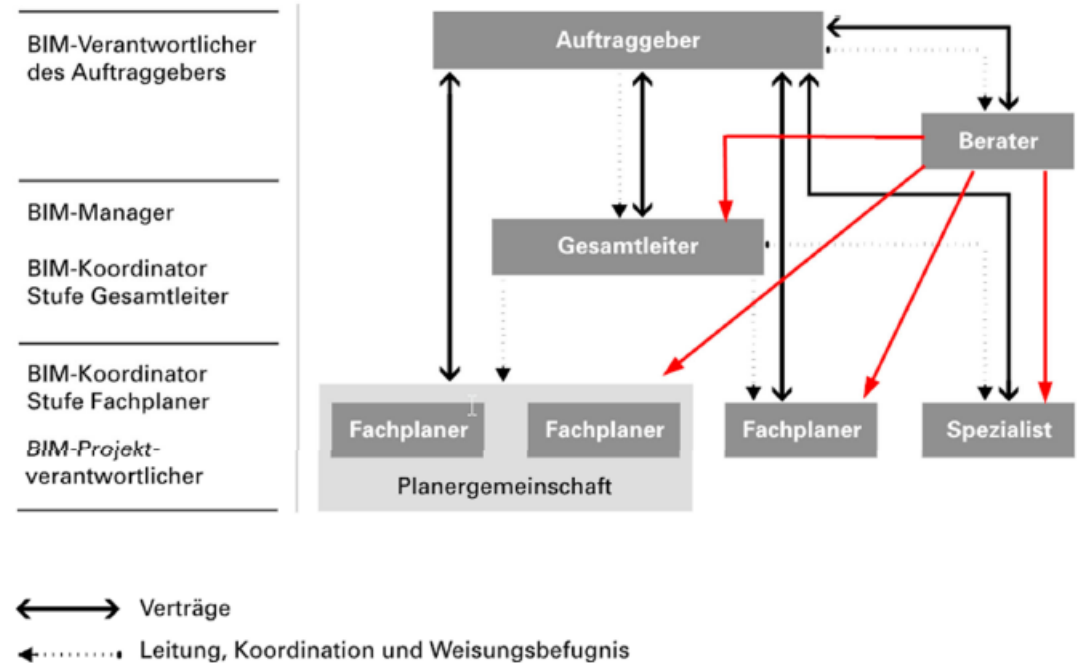 BIM-Verantwortlicher
des Auftraggebers
Auftraggeber
Berater
BIM-Manager
BIM-Koordinator
Stufe Gesamtleiter
Gesamtleiter
BIM-Koordinator
Stufe Fachplaner
BIM-Projekt-
verantwortlicher
Fachplaner
Fachplaner
Fachplaner
Spezialist
Planergemeinschaft
Verträge
Leitung, Koordination und Weisungsbefugnis